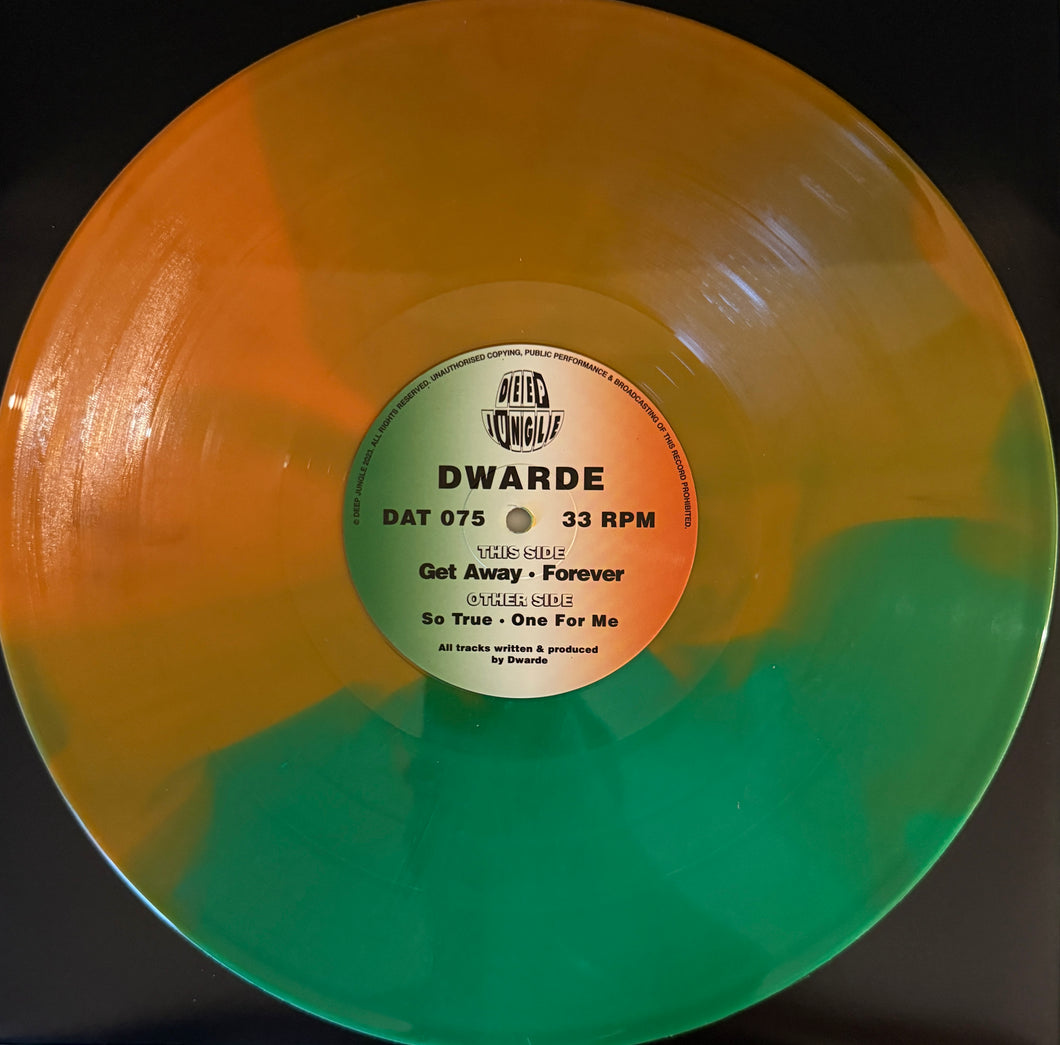 © DEEP JUNGLE 2023. ALL RIGHTS RESERVED. UNAUTHORISED COPYING, PUBLIC PERFORMANCE & BROADCASTING OF THIS RECORD PROHIBITED.
DEEP
JUNGLE
DWARDE
DAT 075 33 RPM
THIS SIDE
Get Away • Forever
OTHER SIDE
So True • One For Me
All tracks written & produced
by Dwarde